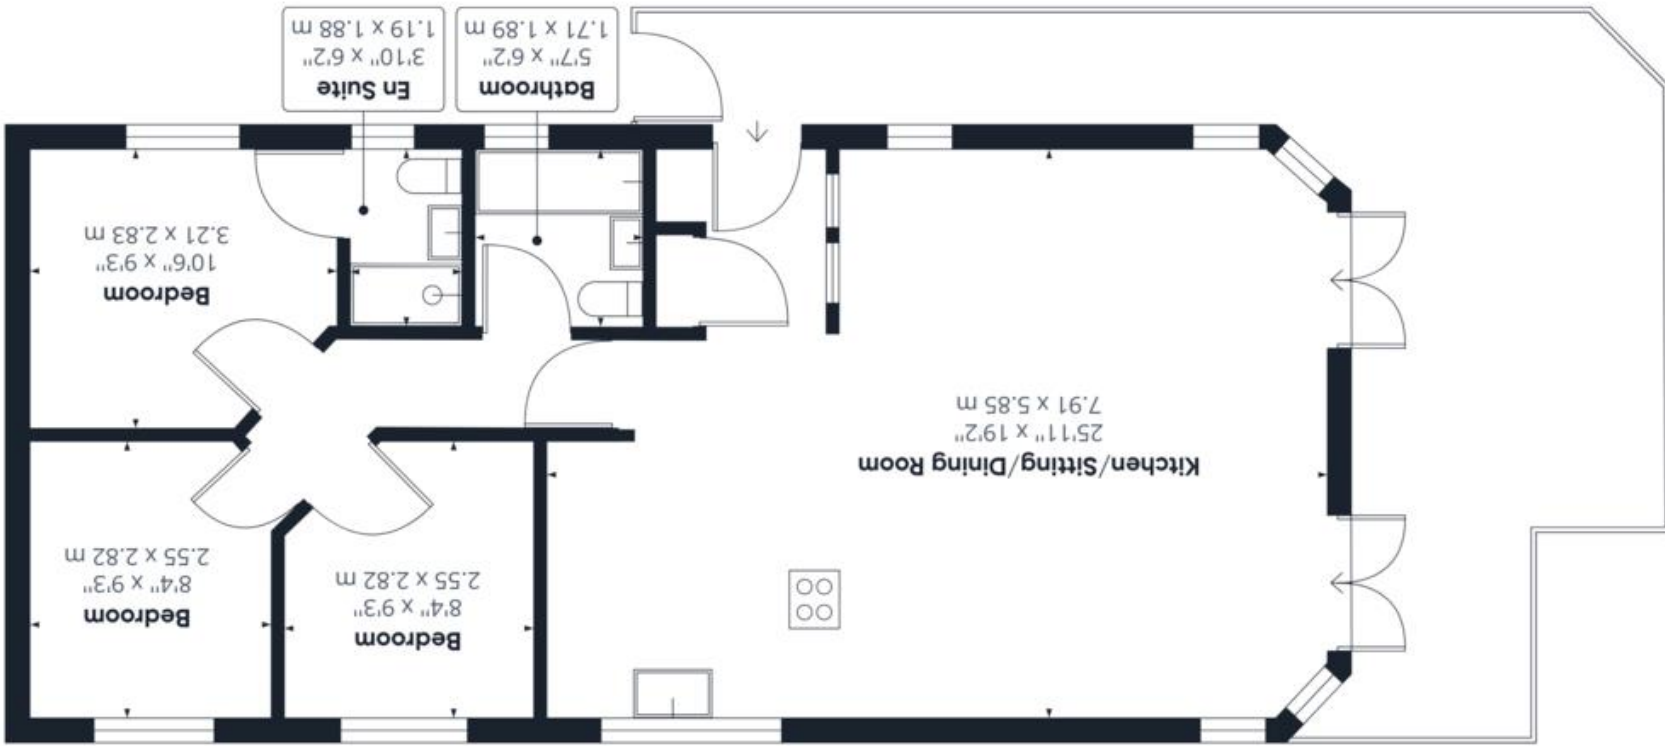 Bedroom
8'4" x 9'3"
2.55 x 2.82 m
Bedroom
8'4" x 9'3"
2.55 x 2.82 m
Kitchen/Sitting/Dining Room
25'11" x 19'2"
7.91 x 5.85 m
Bedroom
10'6" x 9'3"
3.21 x 2.83 m
Bathroom
5'7" x 6'2"
1.71 x 1.89 m
En Suite
3'10" x 6'2"
1.19 x 1.88 m